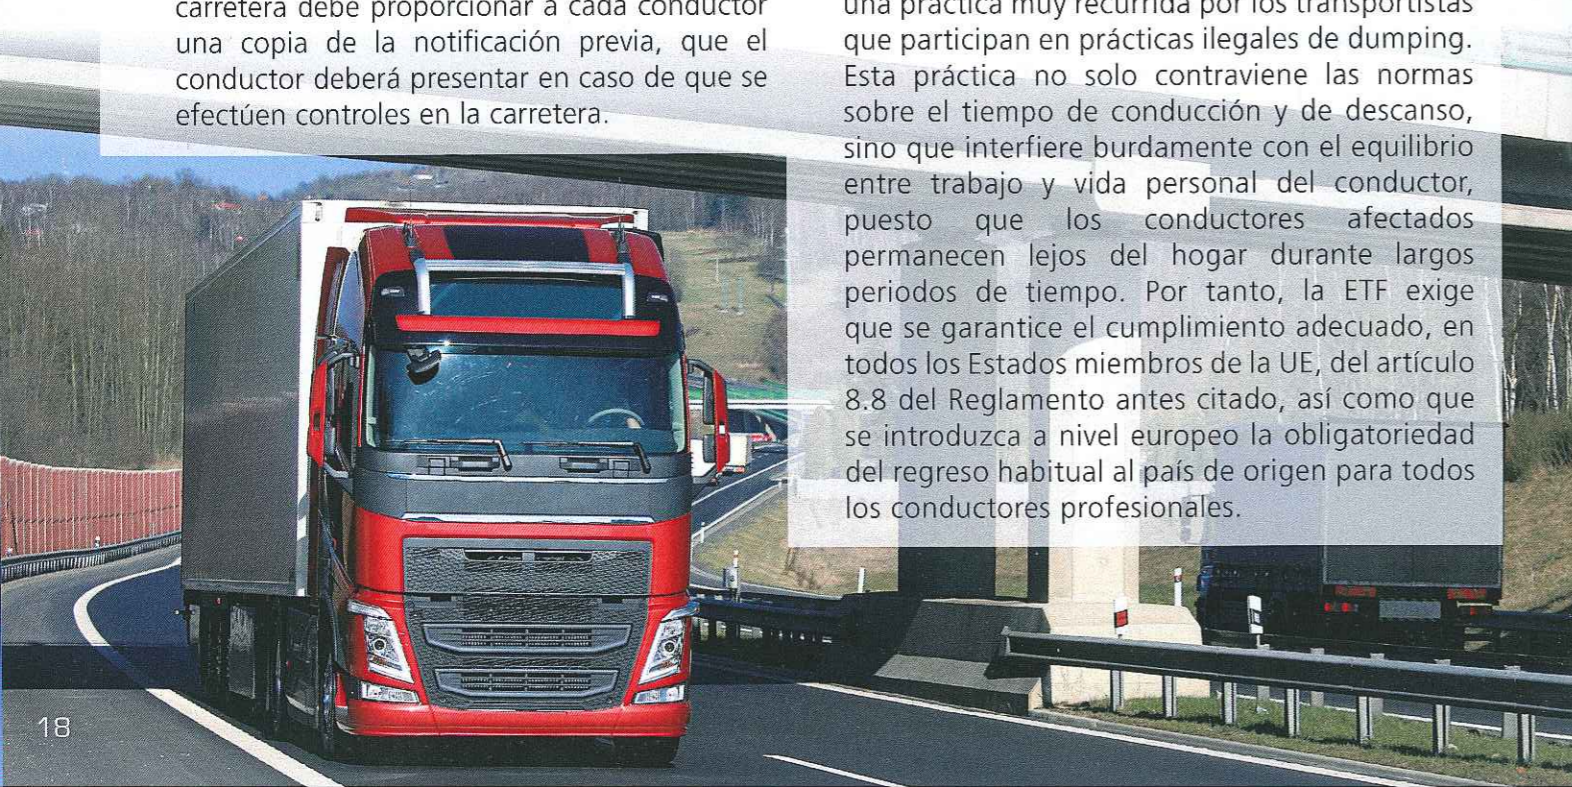 carretera debe proporcionar a cada conductor
una copia de la notificación previa, que el
conductor deberá presentar en caso de que se
efectúen controles en la carretera.
una práctica muy recurrida por los transportistas
que participan en prácticas ilegales de dumping.
Esta práctica no solo contraviene las normas
sobre el tiempo de conducción y de descanso,
sino que interfiere burdamente con el equilibrio
entre trabajo y vida personal del conductor,
puesto que los conductores afectados
permanecen lejos del hogar durante largos
periodos de tiempo. Por tanto, la ETF exige
que se garantice el cumplimiento adecuado, en
todos los Estados miembros de la UE, del artículo
8.8 del Reglamento antes citado, así como que
se introduzca a nivel europeo la obligatoriedad
del regreso habitual al país de origen para todos
los conductores profesionales.
18